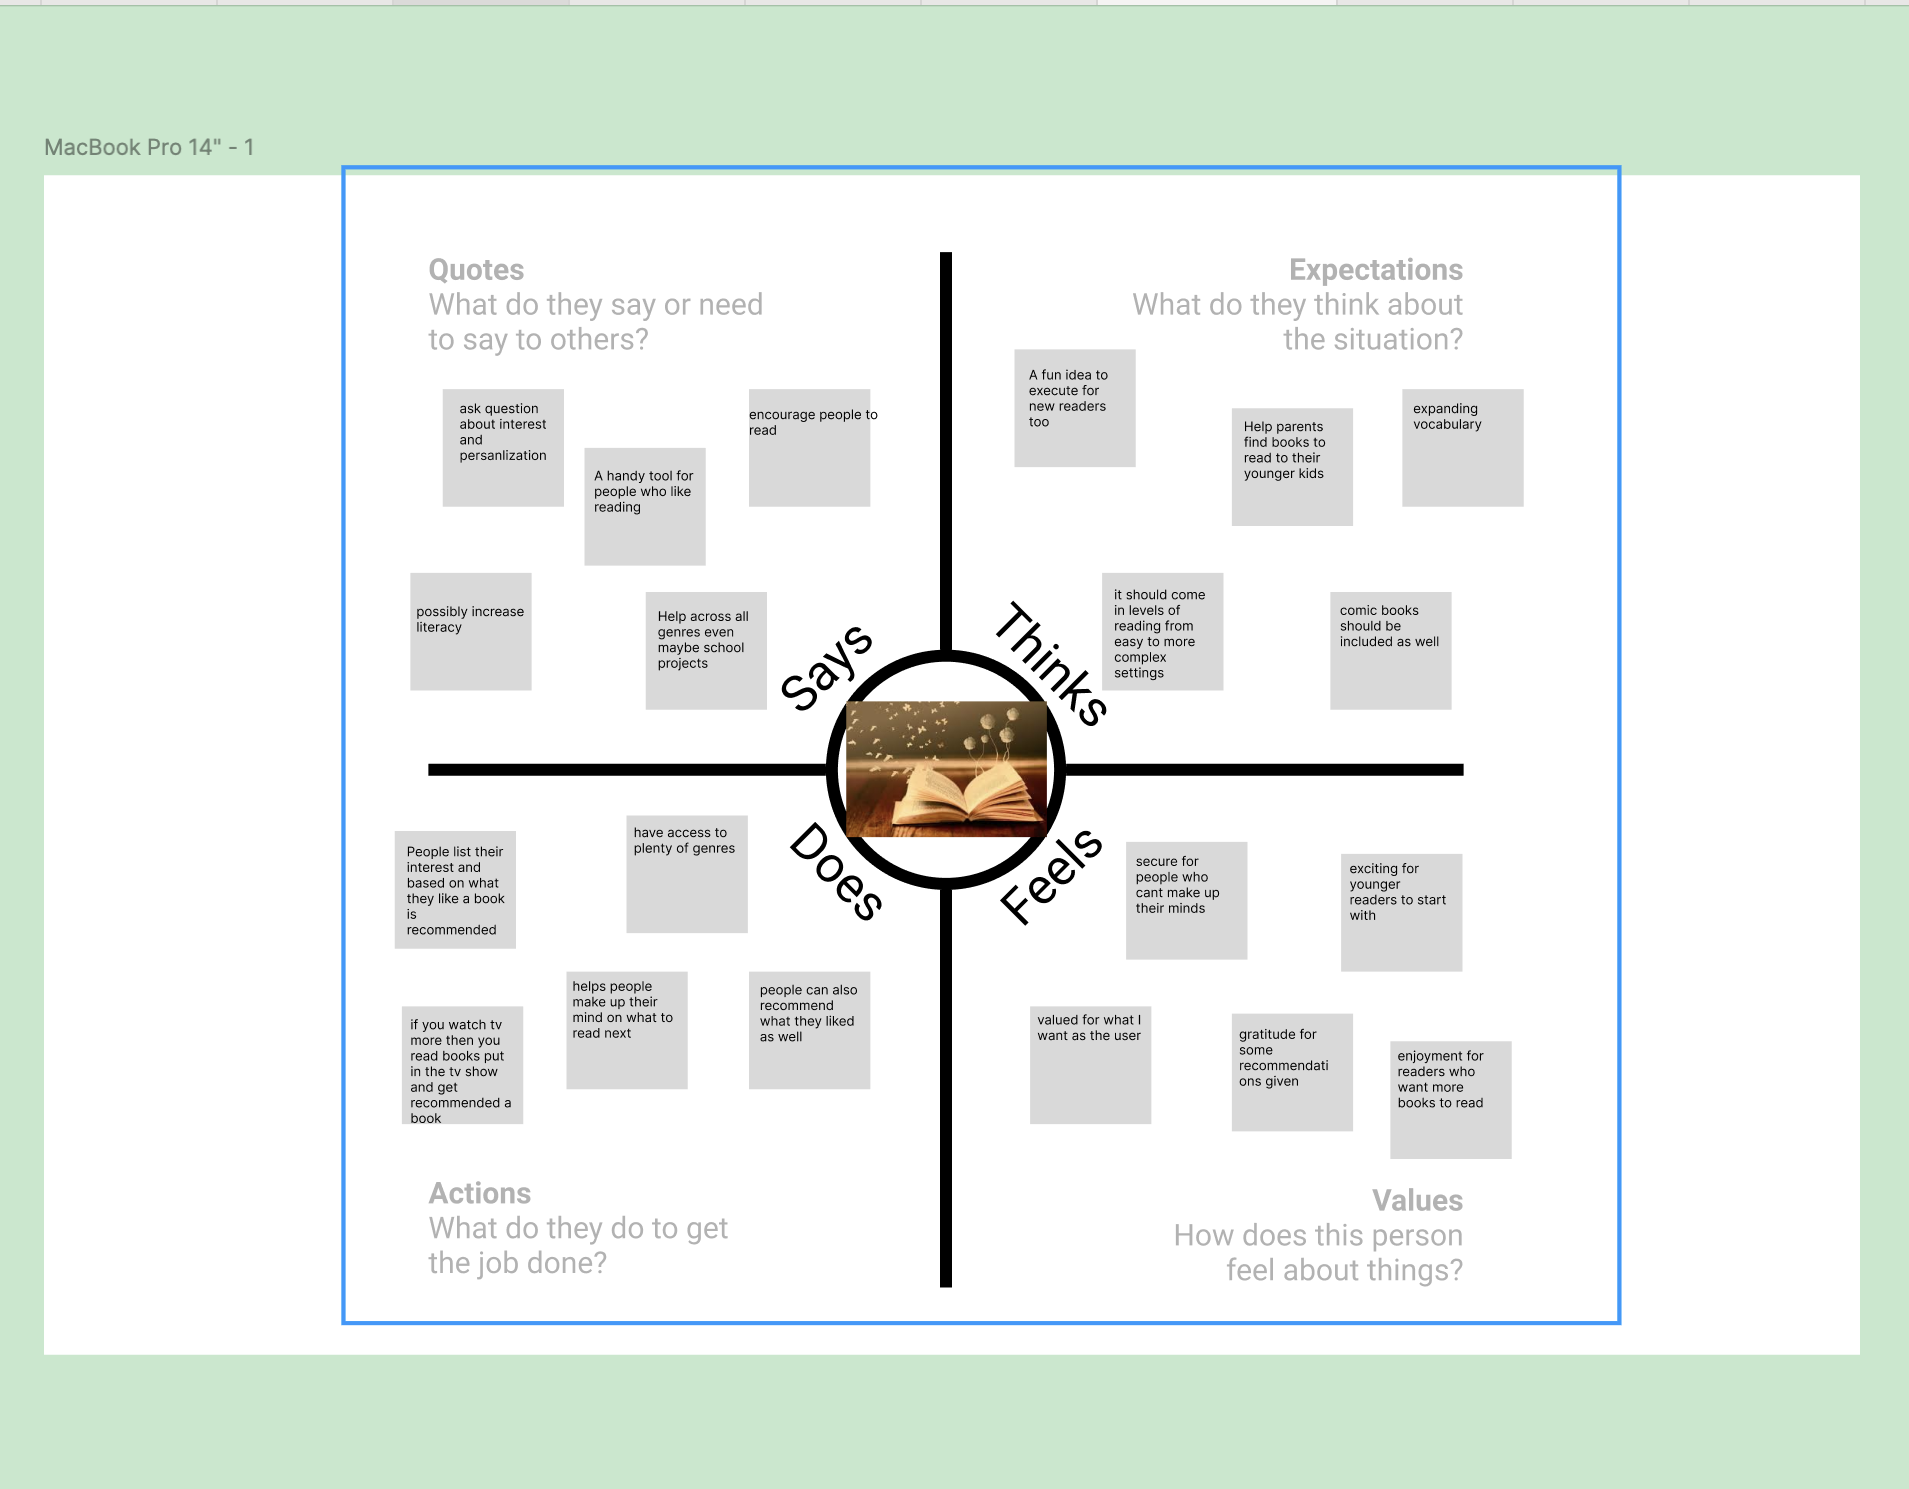 MacBook Pro 14" - 1
Quotes
What do they say or need
to say to others?
Expectations
What do they think about
the situation?
ask question
about interest
and
persanlization
A handy tool for
people who like
reading
encourage people to
read
possibly increase
literacy
Help across all
genres even
maybe school
projects
Says
A fun idea to
execute for
new readers
too
Help parents
find books to
read to their
younger kids
expanding
vocabulary
Thinks
it should come
in levels of
reading from
easy to more
complex
settings
comic books
should be
included as well
People list their
interest and
based on what
they like a book
is
recommended
have access to
plenty of genres
Does
if you watch tv
more then you
read books put
in the tv show
and get
recommended a
book
helps people
make up their
mind on what to
read next
people can also
recommend
what they liked
as well
Feels
secure for
people who
cant make up
their minds
exciting for
younger
readers to start
with
valued for what I
want as the user
gratitude for
some
recommendati
ons given
enjoyment for
readers who
want more
books to read
Actions
What do they do to get
the job done?
Values
How does this person
feel about things?